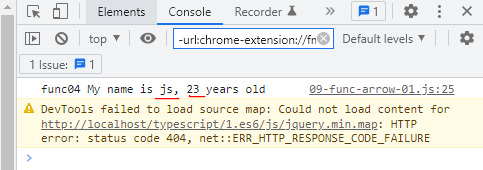 Elements Console Recorder 1
top -url:chrome-extension://fn Default levels
1 Issue: 1
func04 My name is js, 23 years old 09-func-arrow-01.js:25
DevTools failed to load source map: Could not load content for
http://localhost/typescript/1.es6/js/jquery.min.map: HTTP
error: status code 404, net::ERR_HTTP_RESPONSE_CODE_FAILURE